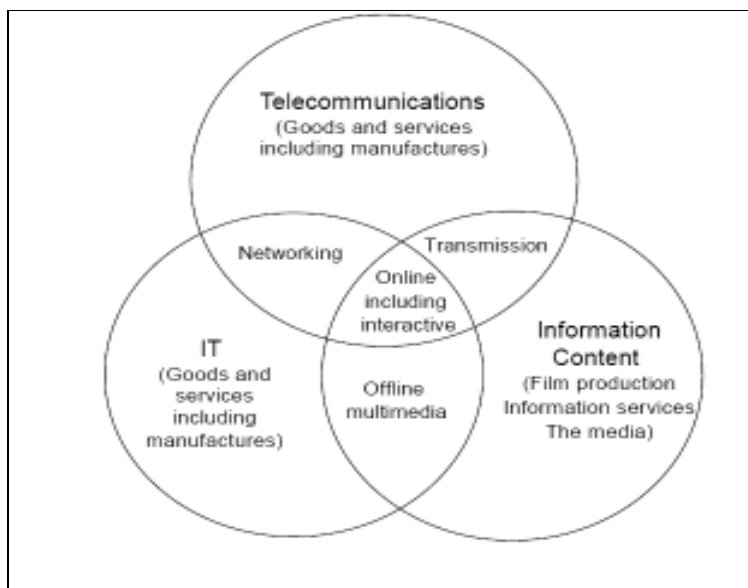 Telecommunications
(Goods and services
including manufactures)
Networking
Transmission
Online
including
interactive
IT
(Goods and
services
including
manufactures)
Offline
multimedia
Information
Content
(Film production
Information services
The media)